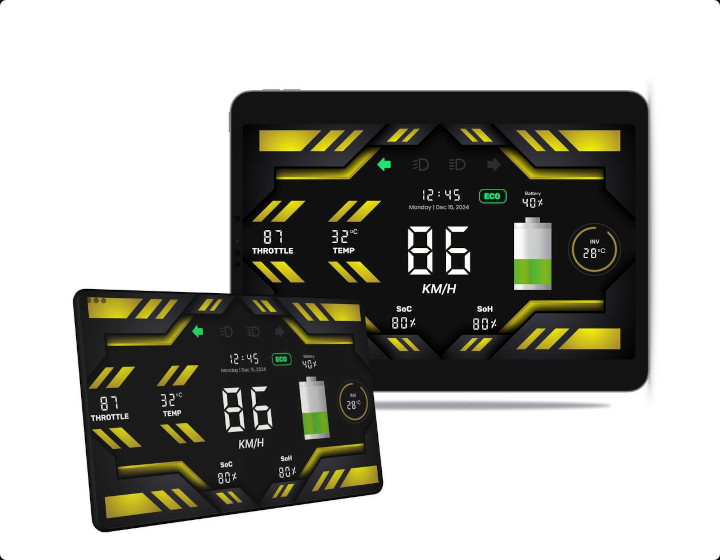 12:45
ECO
Battery
40%
Monday | Dec 15, 2024
87
THROTTLE
32°C
TEMP
86
KM/H
INV
28°C
SoC
80%
SoH
80%
12:45
ECO
Battery
40%
Monday | Dec 15, 2024
87
THROTTLE
32°C
TEMP
86
KM/H
INV
28°C
SoC
80%
SoH
80%